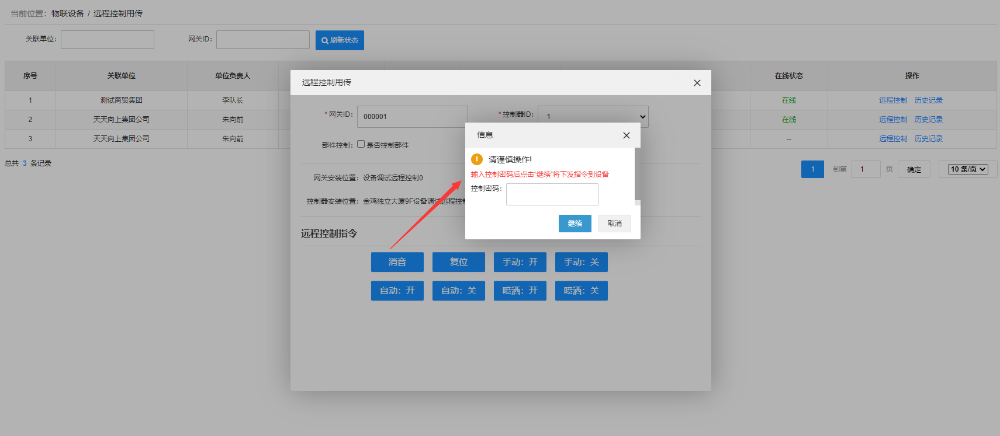 当前位置：物联设备 / 远程控制用传
关联单位： 网关ID： 刷新状态
序号 关联单位 单位负责人 在线状态 操作
1 测试商贸集团 李队长 在线 远程控制 历史记录
2 天天向上集团公司 朱向前 在线 远程控制 历史记录
3 天天向上集团公司 朱向前 -- 远程控制 历史记录
总共 3 条记录
1 到第 1 页 确定 10 条/页
远程控制用传
*网关ID： 000001 *控制器ID： 1
部件控制： 是否控制部件
网关安装位置：设备调试远程控制0
控制器安装位置：金鸡独立大厦9F设备调试远程控制
远程控制指令
消音 复位 手动：开 手动：关
自动：开 自动：关 喷洒：开 喷洒：关
信息
请谨慎操作!
输入控制密码后点击“继续”将下发指令到设备
控制密码：
继续 取消